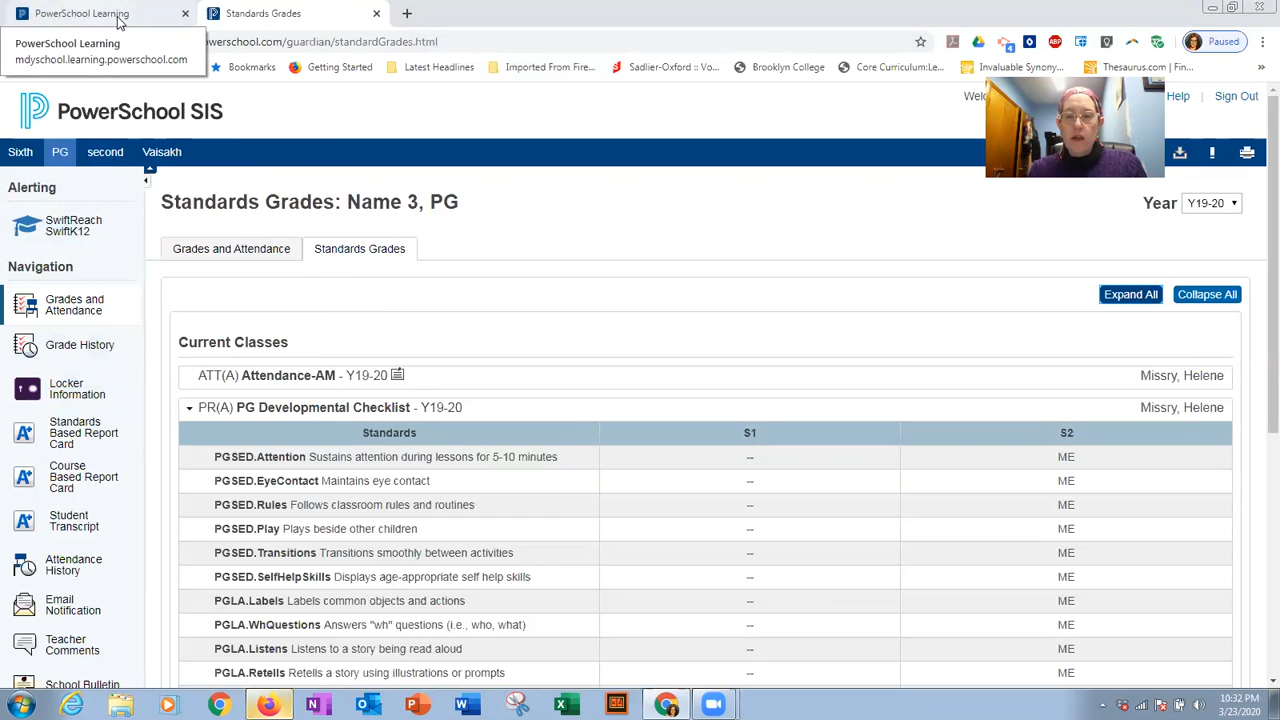 PowerSchool Learning
Standards Grades
PowerSchool Learning
mdyschool.learning.powerschool.com
werschool.com/guardian/standardGrades.html
ABP
4
Paused
Bookmarks
Getting Started
Latest Headlines
Imported From Fire...
Sadlier-Oxford :: Vo...
Brooklyn College
Core Curriculum:Le...
Invaluable Synony...
Thesaurus.com | Fin...
»
PowerSchool SIS
Welc
Help
Sign Out
Sixth
PG
second
Vaisakh
Alerting
SwiftReach
SwiftK12
Navigation
Grades and
Attendance
Grade History
Locker
Information
Standards
Based Report
Card
Course
Based Report
Card
Student
Transcript
Attendance
History
Email
Notification
Teacher
Comments
School Bulletin
Standards Grades: Name 3, PG
Year Y19-20
Grades and Attendance
Standards Grades
Expand All
Collapse All
Current Classes
ATT(A) Attendance-AM - Y19-20 Missry, Helene
PR(A) PG Developmental Checklist - Y19-20 Missry, Helene
Standards S1 S2
PGSED.Attention Sustains attention during lessons for 5-10 minutes -- ME
PGSED.EyeContact Maintains eye contact -- ME
PGSED.Rules Follows classroom rules and routines -- ME
PGSED.Play Plays beside other children -- ME
PGSED.Transitions Transitions smoothly between activities -- ME
PGSED.SelfHelpSkills Displays age-appropriate self help skills -- ME
PGLA.Labels Labels common objects and actions -- ME
PGLA.WhQuestions Answers "wh" questions (i.e., who, what) -- ME
PGLA.Listens Listens to a story being read aloud -- ME
PGLA.Retells Retells a story using illustrations or prompts -- ME
10:32 PM
3/23/2020